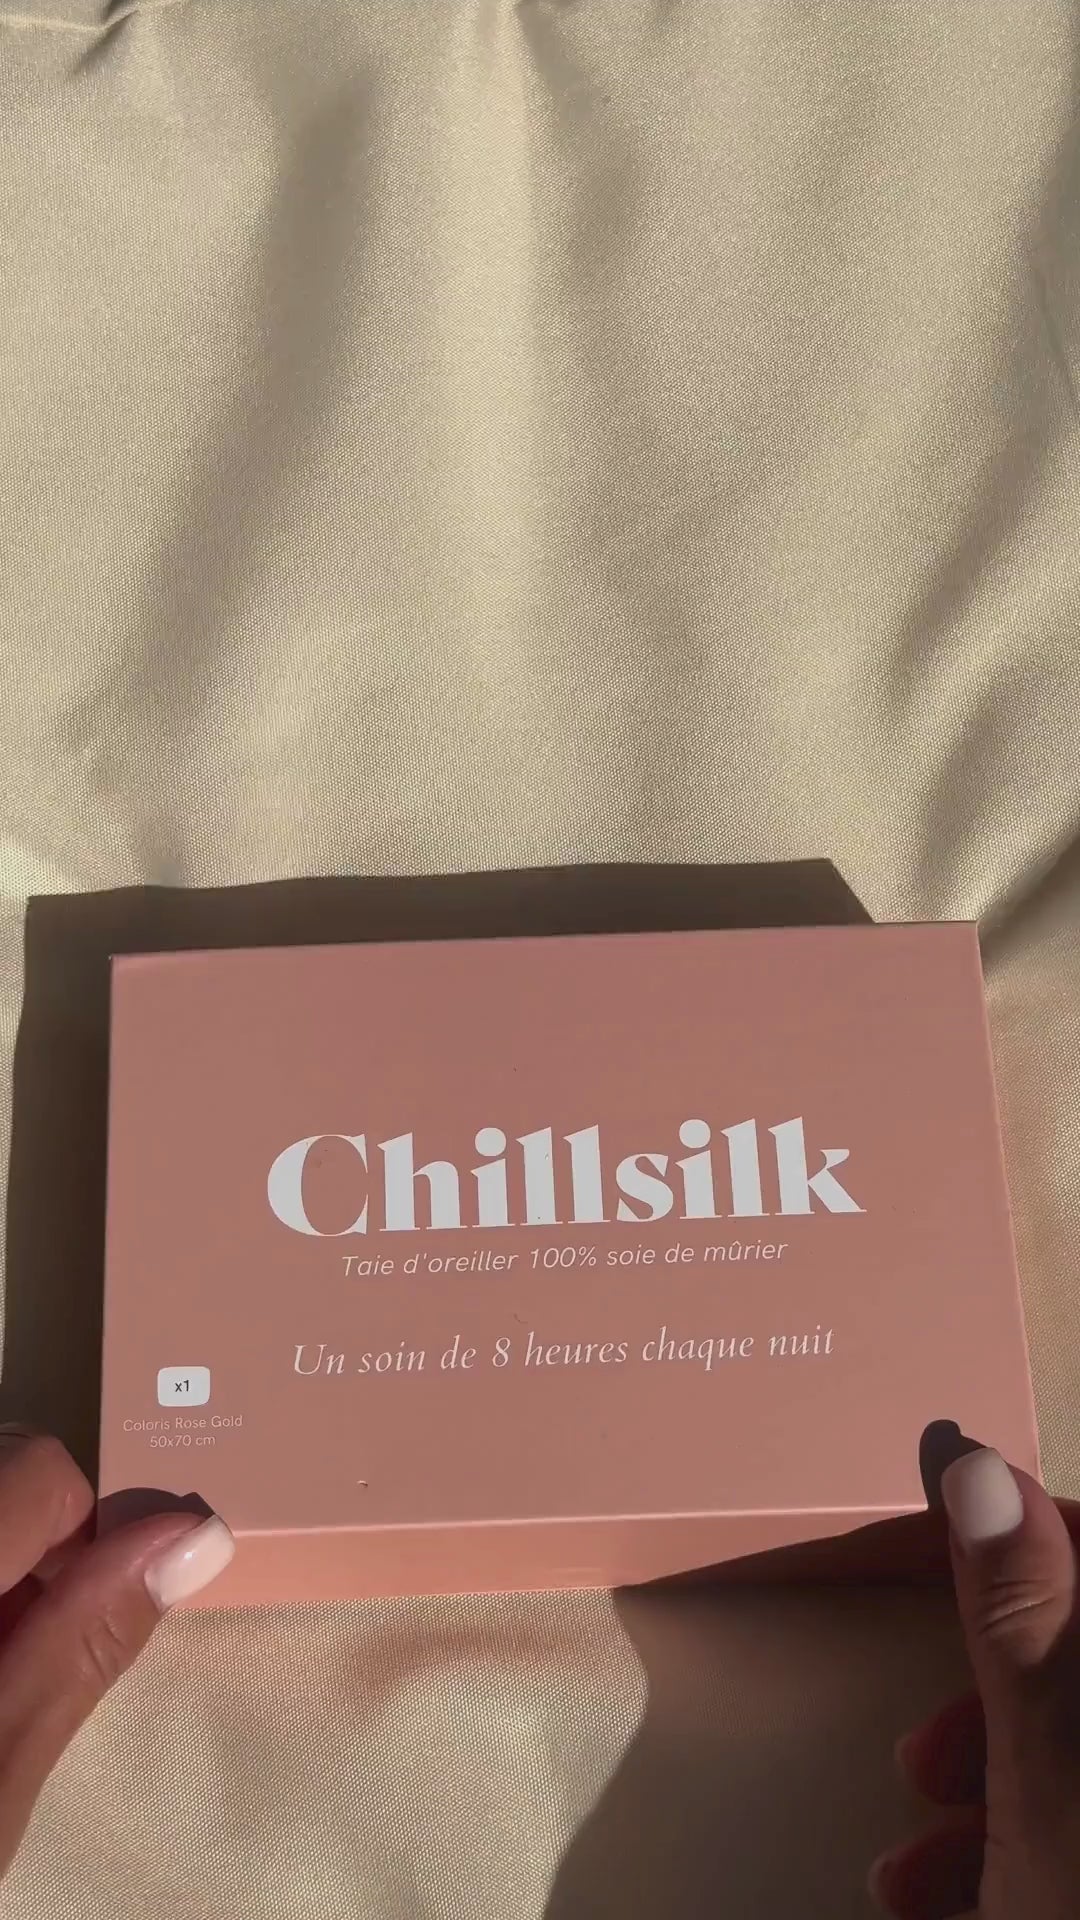 Chillsilk
Taie d'oreiller 100% soie de mûrier
Un soin de 8 heures chaque nuit
x1
Coloris Rose Gold
50x70 cm